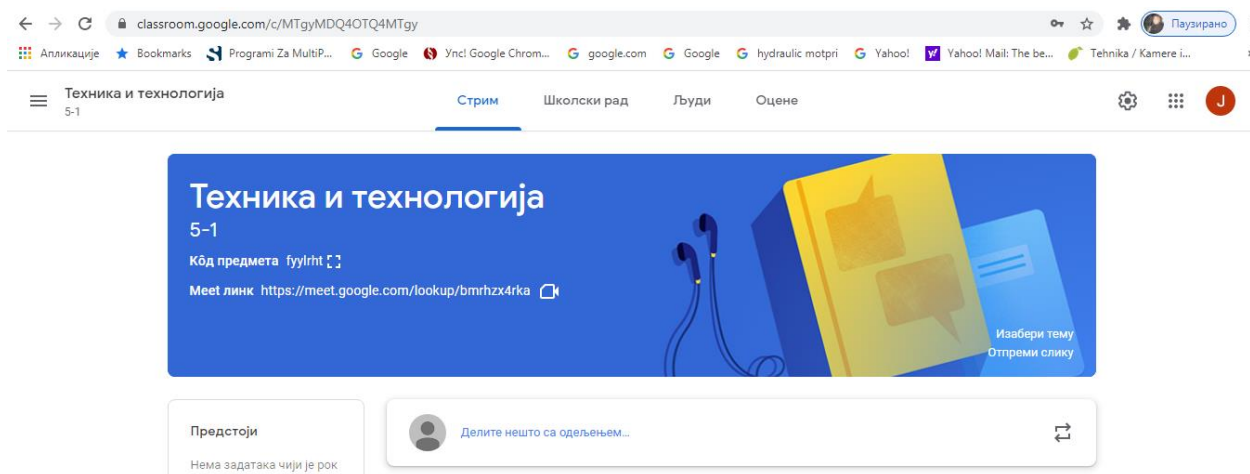 classroom.google.com/c/MTgyMDQ4OTQ4MTgy
Паузирано
Апликације Bookmarks Programi Za MultiP... Google Упс! Google Chrom... google.com Google hydraulic motpri Yahoo! Yahoo! Mail: The be... Tehnika / Kamere i...
Техника и технологија
5-1
Стрим Школски рад Људи Оцене
J
Техника и технологија
5-1
Кôд предмета fyylrht
Meet линк https://meet.google.com/lookup/bmrhzx4rka
Изабери тему
Отпреми слику
Предстоји
Делите нешто са одељењем...
Нема задатака чији је рок